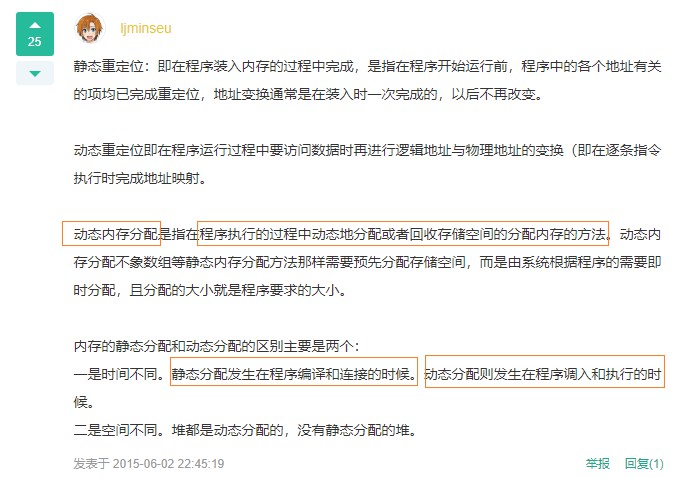 ljminseu
25
静态重定位：即在程序装入内存的过程中完成，是指在程序开始运行前，程序中的各个地址有关
的项均已完成重定位，地址变换通常是在装入时一次完成的，以后不再改变。
动态重定位即在程序运行过程中要访问数据时再进行逻辑地址与物理地址的变换（即在逐条指令
执行时完成地址映射。
动态内存分配是指在程序执行的过程中动态地分配或者回收存储空间的分配内存的方法。动态内
存分配不象数组等静态内存分配方法那样需要预先分配存储空间，而是由系统根据程序的需要即
时分配，且分配的大小就是程序要求的大小。
内存的静态分配和动态分配的区别主要是两个：
一是时间不同。静态分配发生在程序编译和连接的时候。动态分配则发生在程序调入和执行的时
候。
二是空间不同。堆都是动态分配的，没有静态分配的堆。
发表于 2015-06-02 22:45:19 举报 回复(1)